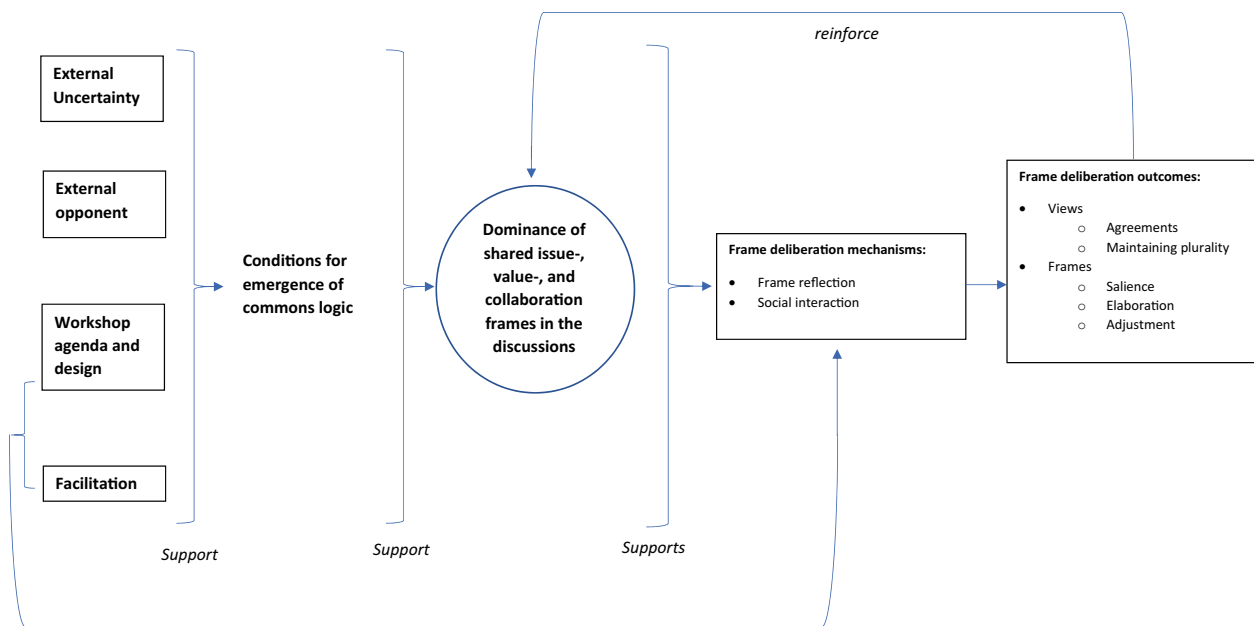 reinforce
External
Uncertainty
External
opponent
Workshop
agenda and
design
Facilitation
Support
Conditions for
emergence of
commons logic
Support
Dominance of
shared issue-,
value-, and
collaboration
frames in the
discussions
Supports
Frame deliberation mechanisms:
• Frame reflection
• Social interaction
Frame deliberation outcomes:
• Views
o Agreements
o Maintaining plurality
• Frames
o Salience
o Elaboration
o Adjustment